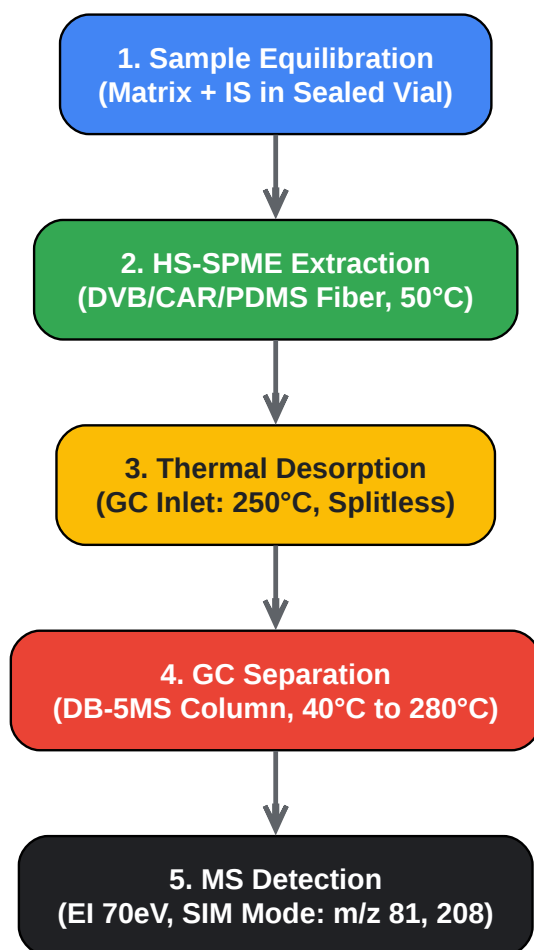 1. Sample Equilibration
(Matrix + IS in Sealed Vial)
2. HS-SPME Extraction
(DVB/CAR/PDMS Fiber, 50°C)
3. Thermal Desorption
(GC Inlet: 250°C, Splitless)
4. GC Separation
(DB-5MS Column, 40°C to 280°C)
5. MS Detection
(EI 70eV, SIM Mode: m/z 81, 208)